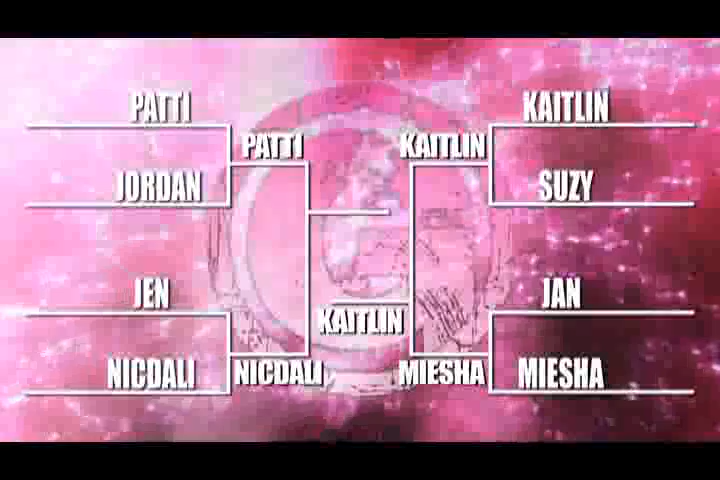 PATTI
KAITLIN
PATTI
KAITLIN
JORDAN
SUZY
JEN
JAN
KAITLIN
NICDALI
NICDALI
MIESHA
MIESHA